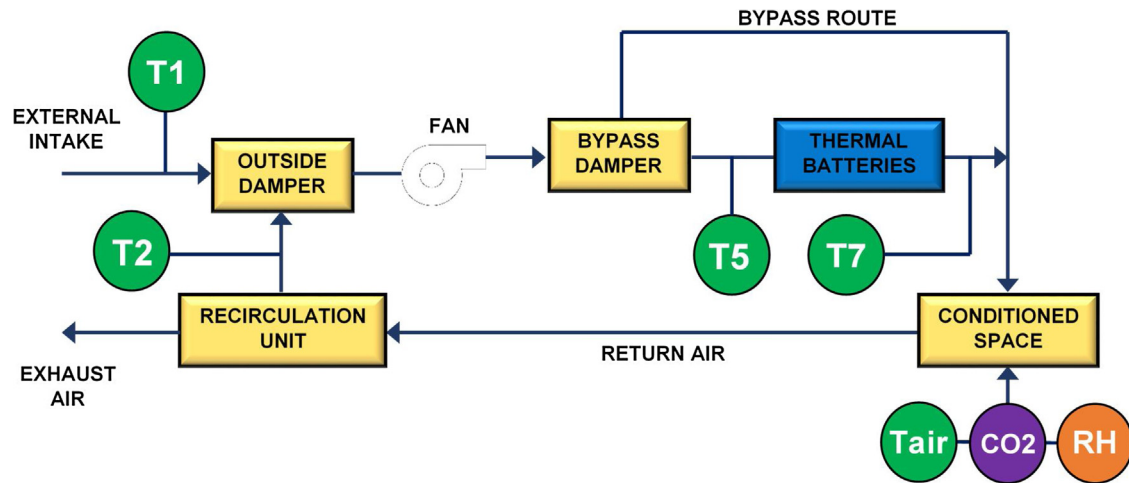 BYPASS ROUTE
T1
EXTERNAL
INTAKE
FAN
OUTSIDE
DAMPER
BYPASS
DAMPER
THERMAL
BATTERIES
T2
T5
T7
RECIRCULATION
UNIT
CONDITIONED
SPACE
RETURN AIR
EXHAUST
AIR
Tair
CO2
RH